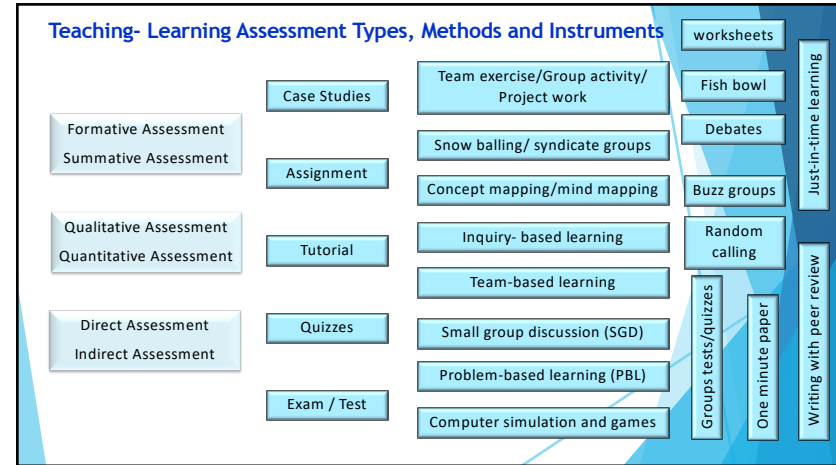 Teaching- Learning Assessment Types, Methods and Instruments
Formative Assessment
Summative Assessment
Qualitative Assessment
Quantitative Assessment
Direct Assessment
Indirect Assessment
Case Studies
Assignment
Tutorial
Quizzes
Exam / Test
Team exercise/Group activity/
Project work
Snow balling/ syndicate groups
Concept mapping/mind mapping
Inquiry- based learning
Team-based learning
Small group discussion (SGD)
Problem-based learning (PBL)
Computer simulation and games
worksheets
Fish bowl
Debates
Buzz groups
Random
calling
Groups tests/quizzes
One minute paper
Just-in-time learning
Writing with peer review